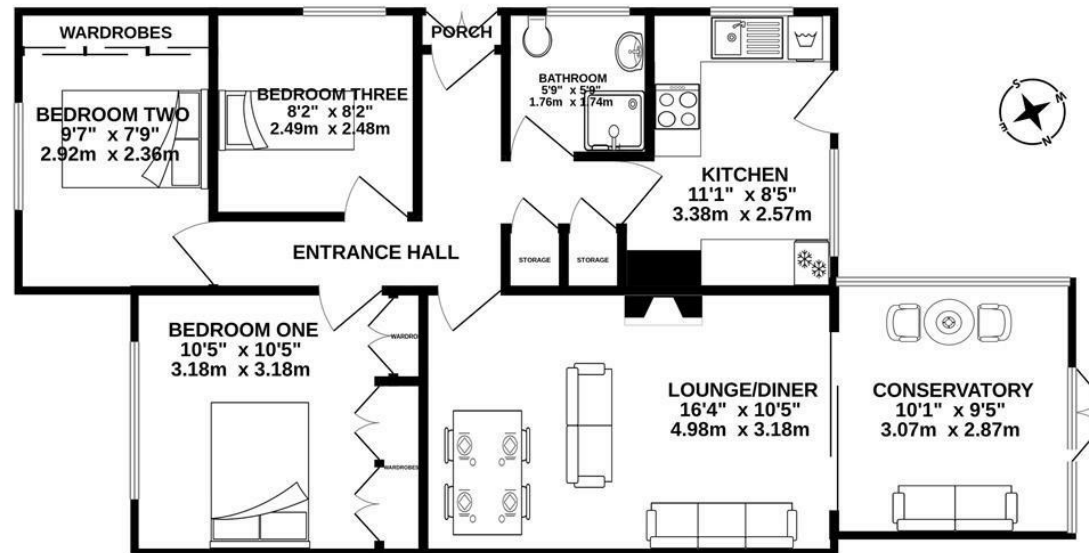 WARDROBES
BEDROOM TWO
9'7" x 7'9"
2.92m x 2.36m
BEDROOM THREE
8'2" x 8'2"
2.49m x 2.48m
PORCH
BATHROOM
5'9" x 5'9"
1.76m x 1.74m
KITCHEN
11'1" x 8'5"
3.38m x 2.57m
S
W
E
N
ENTRANCE HALL
STORAGE
STORAGE
BEDROOM ONE
10'5" x 10'5"
3.18m x 3.18m
WARDRO
WARDROBES
LOUNGE/DINER
16'4" x 10'5"
4.98m x 3.18m
CONSERVATORY
10'1" x 9'5"
3.07m x 2.87m